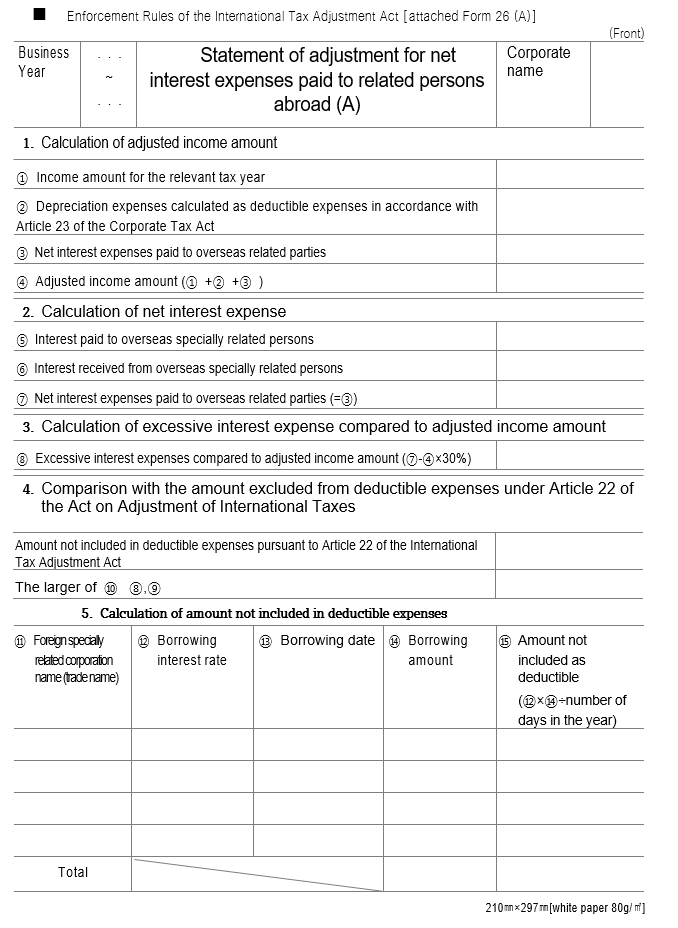 ■ Enforcement Rules of the International Tax Adjustment Act [attached Form 26 (A)]
(Front)
Business
Year
. . .
~
. . .
Statement of adjustment for net
interest expenses paid to related persons
abroad (A)
Corporate
name
1. Calculation of adjusted income amount
① Income amount for the relevant tax year
② Depreciation expenses calculated as deductible expenses in accordance with
Article 23 of the Corporate Tax Act
③ Net interest expenses paid to overseas related parties
④ Adjusted income amount (① +② +③ )
2. Calculation of net interest expense
⑤ Interest paid to overseas specially related persons
⑥ Interest received from overseas specially related persons
⑦ Net interest expenses paid to overseas related parties (=③)
3. Calculation of excessive interest expense compared to adjusted income amount
⑧ Excessive interest expenses compared to adjusted income amount (⑦-④×30%)
4. Comparison with the amount excluded from deductible expenses under Article 22 of
the Act on Adjustment of International Taxes
Amount not included in deductible expenses pursuant to Article 22 of the International
Tax Adjustment Act
The larger of ⑩ ⑧,⑨
5. Calculation of amount not included in deductible expenses
⑪ Foreign specially
related corporation
name (trade name)
⑫ Borrowing
interest rate
⑬ Borrowing date
⑭ Borrowing
amount
⑮ Amount not
included as
deductible
(⑫×⑭÷number of
days in the year)
Total
210㎜×297㎜[white paper 80g/㎡]